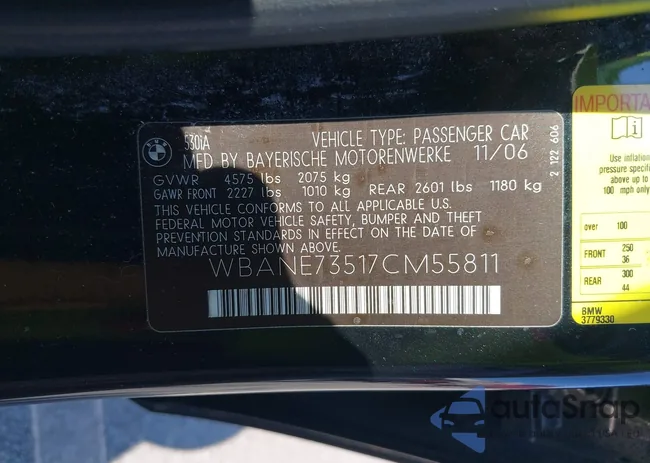 BMW
530iA VEHICLE TYPE: PASSENGER CAR
MFD BY BAYERISCHE MOTORENWERKE 11/06
GVWR 4575 lbs 2075 kg
GAWR FRONT 2227 lbs 1010 kg REAR 2601 lbs 1180 kg
THIS VEHICLE CONFORMS TO ALL APPLICABLE U.S.
FEDERAL MOTOR VEHICLE SAFETY, BUMPER AND THEFT
PREVENTION STANDARDS IN EFFECT ON THE DATE OF
MANUFACTURE SHOWN ABOVE.
WBANE73517CM55811
2 122 606
IMPORTA
Use inflation
pressure specifi
above up to
100 mph only
over 100
FRONT 250
36
REAR 300
44
BMW
3779330
autoSnap